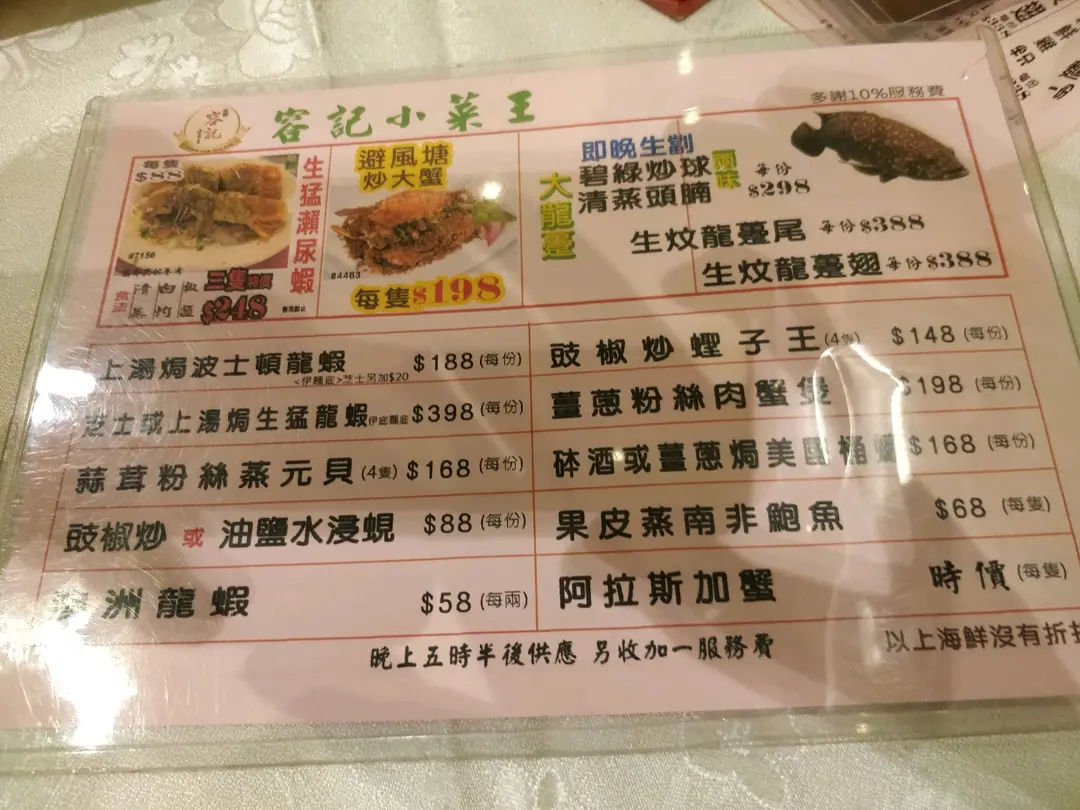 容記
容記小菜王
多謝10%服務費
每隻
#7156
生猛瀨尿蝦
食法
三隻特價
$248
避風塘
炒大蟹
#4463
每隻$198
大龍躉
即晚生劏
碧綠炒球
清蒸頭腩
兩味
每份
$298
生炆龍躉尾 每份$388
生炆龍躉翅 每份$388
上湯焗波士頓龍蝦 $188 (每份)
<伊麵底>芝士另加$20
芝士或上湯焗生猛龍蝦 $398 (每份)
蒜茸粉絲蒸元貝 (4隻) $168 (每份)
豉椒炒 或 油鹽水浸蜆 $88 (每份)
洲龍蝦 $58 (每兩)
豉椒炒蟶子王 (4隻) $148 (每份)
薑蔥粉絲肉蟹煲 $198 (每份)
砵酒或薑蔥焗美國桶 $168 (每份)
果皮蒸南非鮑魚 $68 (每隻)
阿拉斯加蟹 時價 (每隻)
晚上五時半後供應 另收加一服務費
以上海鮮沒有折